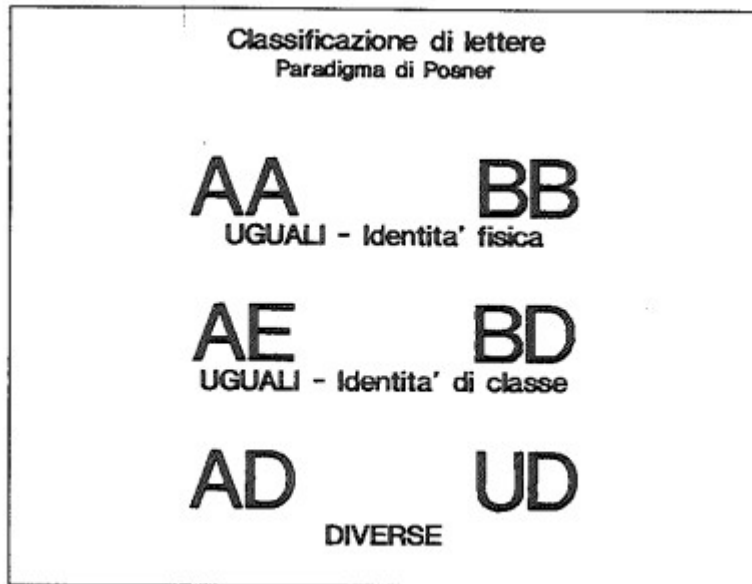 Classificazione di lettere
Paradigma di Posner
AA BB
UGUALI - Identita' fisica
AE BD
UGUALI - Identita' di classe
AD UD
DIVERSE